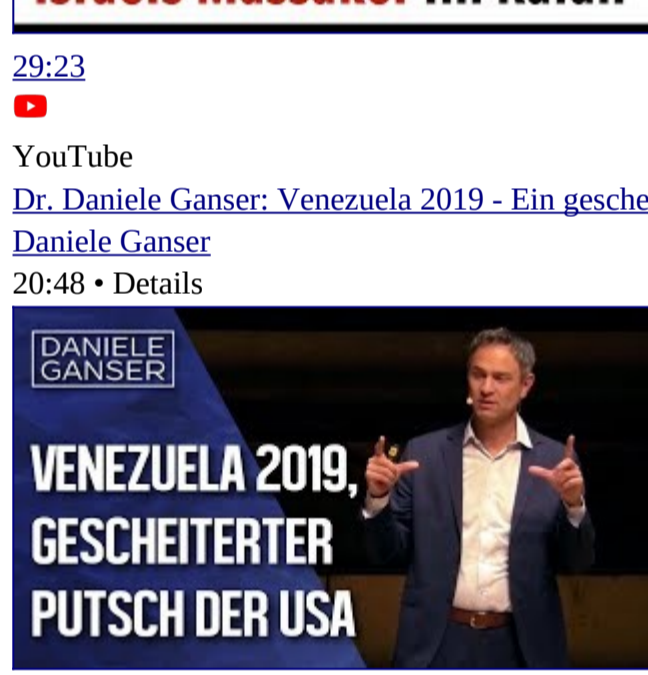 29:23
YouTube
Dr. Daniele Ganser: Venezuela 2019 - Ein gesche
Daniele Ganser
20:48 • Details
DANIELE
GANSER
VENEZUELA 2019,
GESCHEITERTER
PUTSCH DER USA